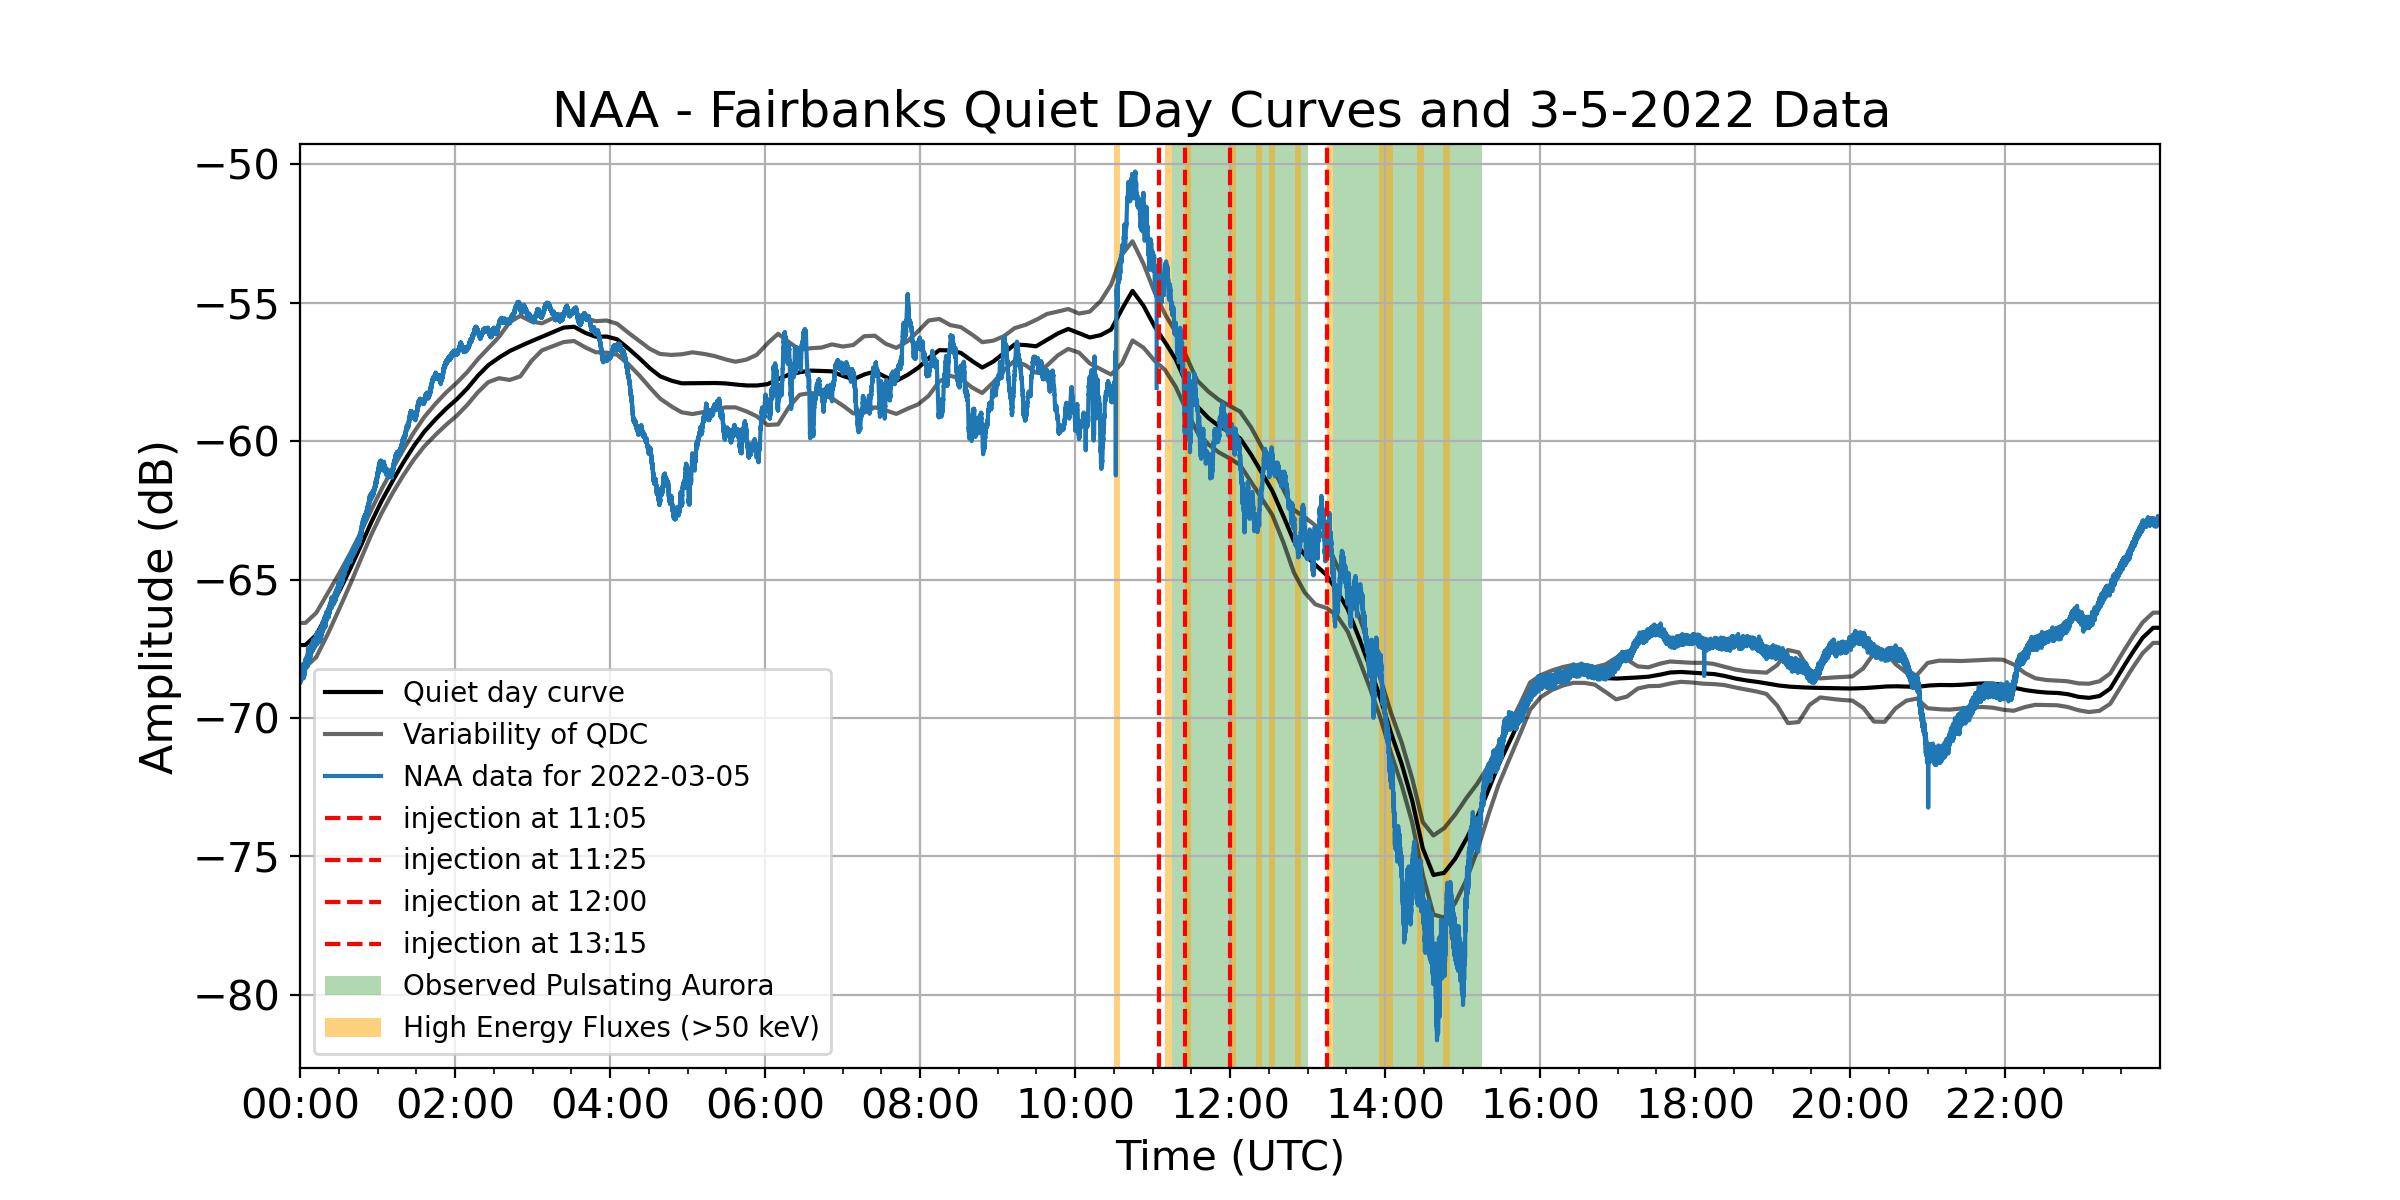 NAA - Fairbanks Quiet Day Curves and 3-5-2022 Data
Amplitude (dB)
−50
−55
−60
−65
−70
−75
−80
Quiet day curve
Variability of QDC
NAA data for 2022-03-05
injection at 11:05
injection at 11:25
injection at 12:00
injection at 13:15
Observed Pulsating Aurora
High Energy Fluxes (>50 keV)
00:00 02:00 04:00 06:00 08:00 10:00 12:00 14:00 16:00 18:00 20:00 22:00
Time (UTC)